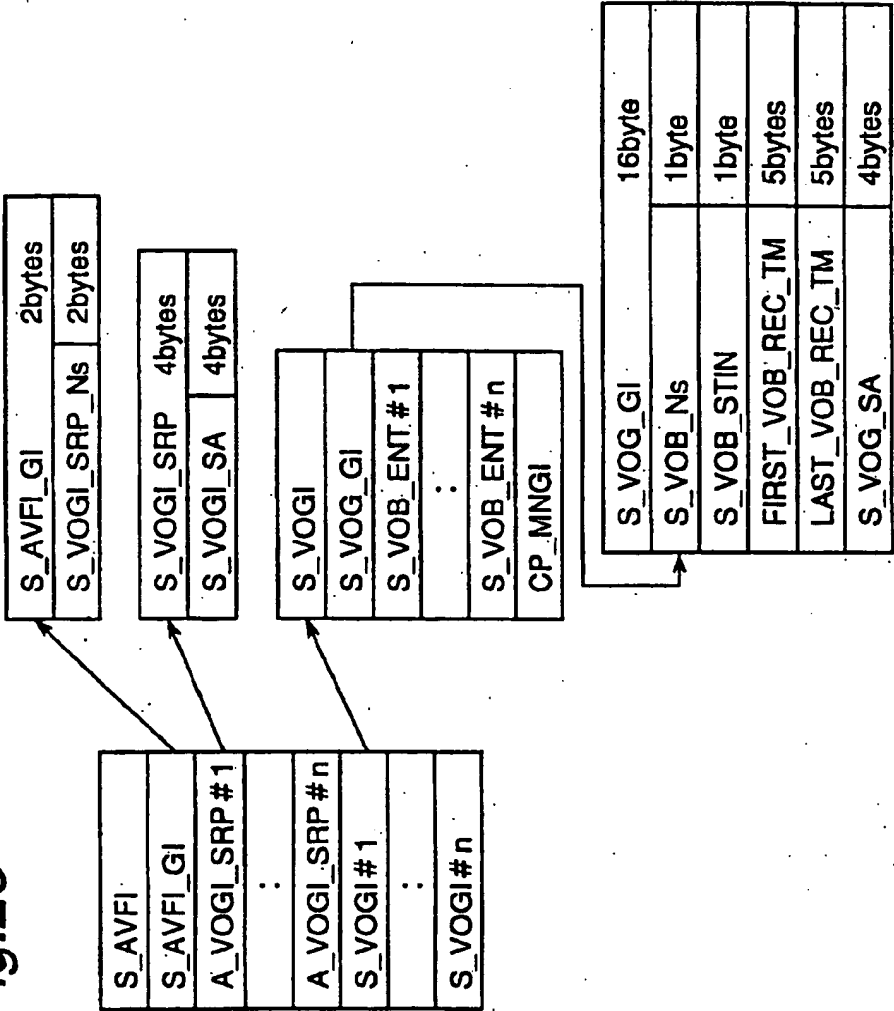 S_AVFI
S_AVFI_GI
A_VOGI_SRP#1
:
A_VOGI_SRP#n
S_VOGI#1
:
S_VOGI#n
S_AVFI_GI 2bytes
S_VOGI_SRP_Ns 2bytes
S_VOGI_SRP 4bytes
S_VOGI_SA 4bytes
S_VOGI
S_VOG_GI
S_VOB_ENT#1
:
S_VOB_ENT#n
CP_MNGI
S_VOG_GI 16byte
S_VOB_Ns 1byte
S_VOB_STIN 1byte
FIRST_VOB_REC_TM 5bytes
LAST_VOB_REC_TM 5bytes
S_VOG_SA 4bytes